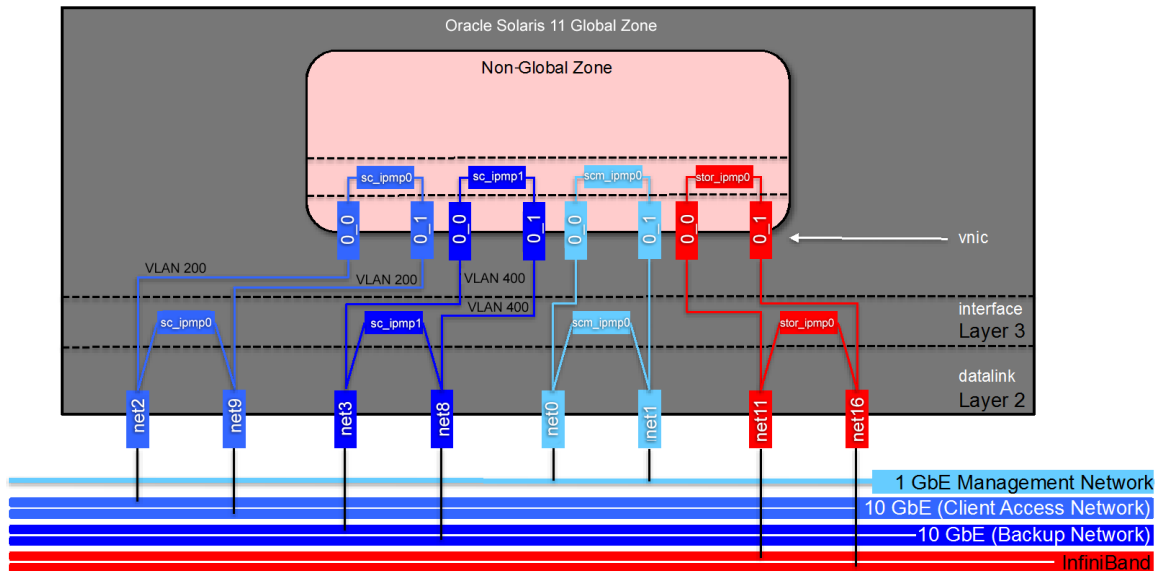 Oracle Solaris 11 Global Zone
Non-Global Zone
sc_ipmp0
sc_ipmp1
scm_ipmp0
stor_ipmp0
0_0
0_1
0_0
0_1
0_0
0_1
0_0
0_1
vnic
VLAN 200
VLAN 200
VLAN 400
VLAN 400
interface
Layer 3
sc_ipmp0
sc_ipmp1
scm_ipmp0
stor_ipmp0
datalink
Layer 2
net2
net9
net3
net8
net0
net1
net11
net16
1 GbE Management Network
10 GbE (Client Access Network)
10 GbE (Backup Network)
InfiniBand